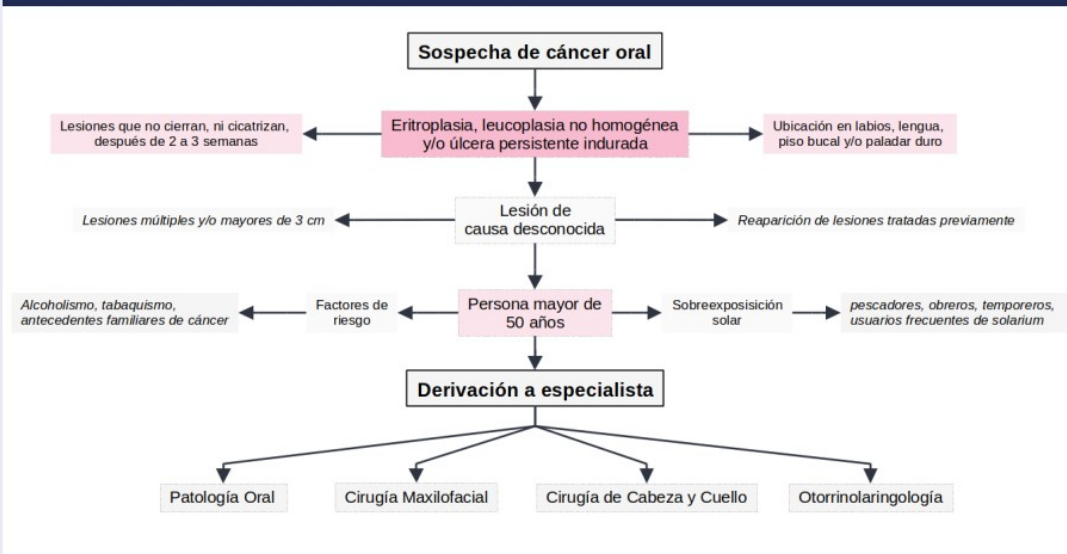 Sospecha de cáncer oral
Lesiones que no cierran, ni cicatrizan,
después de 2 a 3 semanas
Eritroplasia, leucoplasia no homogénea
y/o úlcera persistente indurada
Ubicación en labios, lengua,
piso bucal y/o paladar duro
Lesiones múltiples y/o mayores de 3 cm
Lesión de
causa desconocida
Reaparición de lesiones tratadas previamente
Alcoholismo, tabaquismo,
antecedentes familiares de cáncer
Factores de
riesgo
Persona mayor de
50 años
Sobreexposisición
solar
pescadores, obreros, temporeros,
usuarios frecuentes de solarium
Derivación a especialista
Patología Oral
Cirugía Maxilofacial
Cirugía de Cabeza y Cuello
Otorrinolaringología